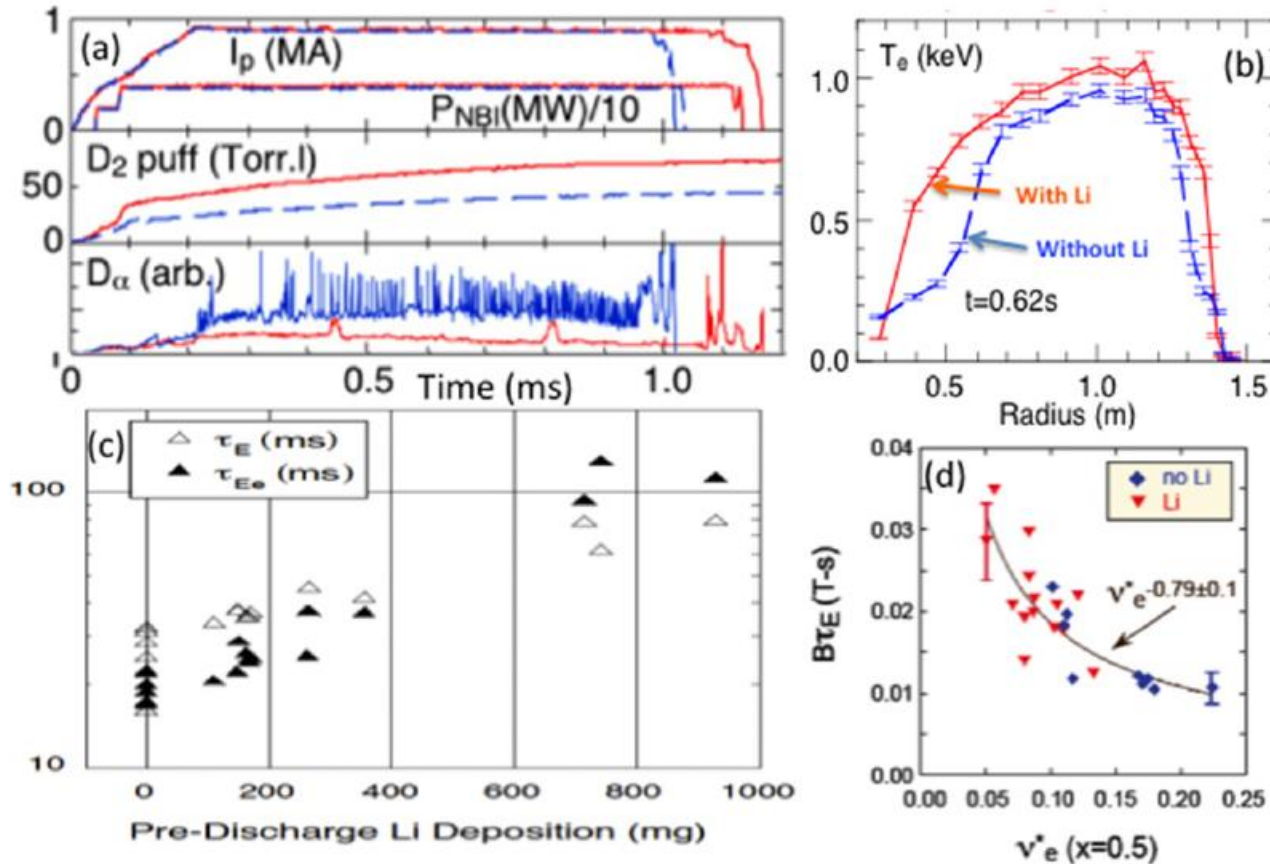 (a)
I_p (MA)
P_NBI(MW)/10
D_2 puff (Torr.l)
D_α (arb.)
1
0
50
0
1
0 0.5 1.0
Time (ms)
(b)
T_e (keV)
1.0
0.5
0.0
With Li
Without Li
t=0.62s
0.5 1.0 1.5
Radius (m)
(c)
τ_E (ms)
τ_Ee (ms)
100
10
0 200 400 600 800 1000
Pre-Discharge Li Deposition (mg)
(d)
no Li
Li
0.04
0.03
0.02
0.01
0.00
Bτ_E (T-s)
ν*_e^-0.79±0.1
0.00 0.05 0.10 0.15 0.20 0.25
ν*_e (x=0.5)